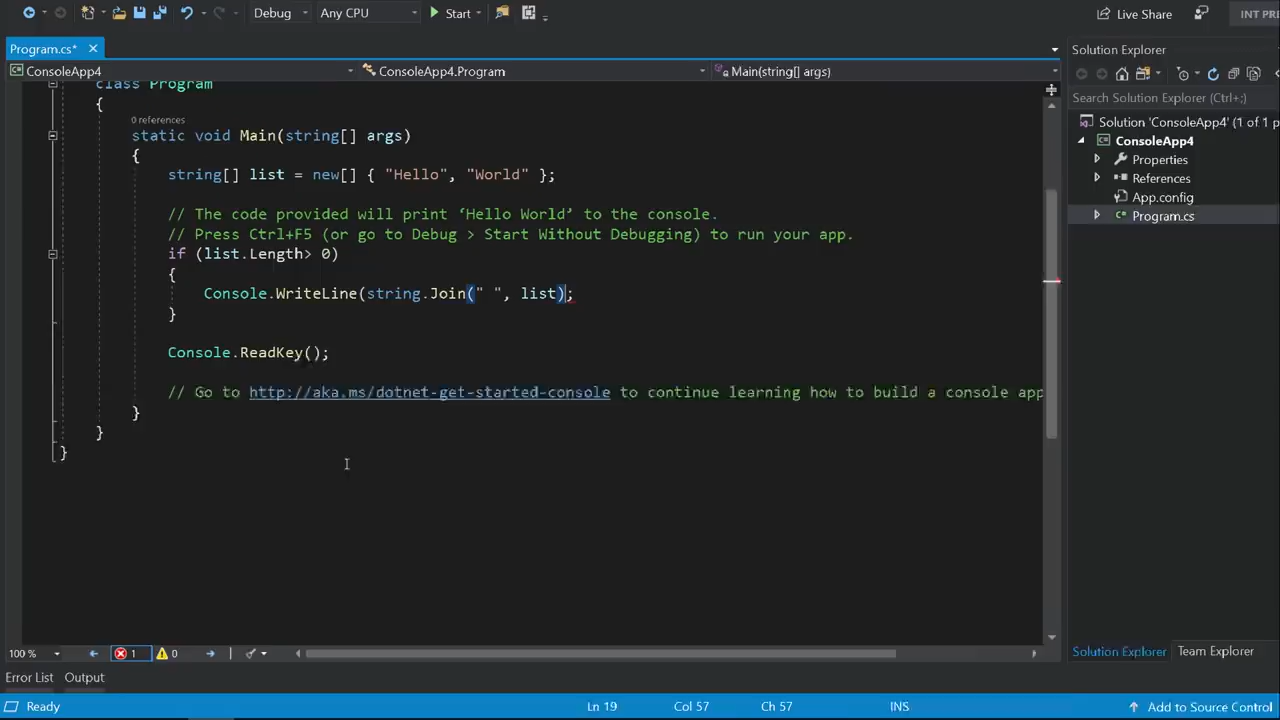 Debug
Any CPU
Start
Live Share
INT PRE
Program.cs*
Solution Explorer
ConsoleApp4
ConsoleApp4.Program
Main(string[] args)
Search Solution Explorer (Ctrl+;)
Solution 'ConsoleApp4' (1 of 1 p
ConsoleApp4
Properties
References
App.config
Program.cs
class Program
{
0 references
static void Main(string[] args)
{
string[] list = new[] { "Hello", "World" };
// The code provided will print ‘Hello World’ to the console.
// Press Ctrl+F5 (or go to Debug > Start Without Debugging) to run your app.
if (list.Length> 0)
{
Console.WriteLine(string.Join(" ", list);
}
Console.ReadKey();
// Go to http://aka.ms/dotnet-get-started-console to continue learning how to build a console app
}
}
}
100 %
1
0
Solution Explorer
Team Explorer
Error List
Output
Ready
Ln 19
Col 57
Ch 57
INS
Add to Source Control